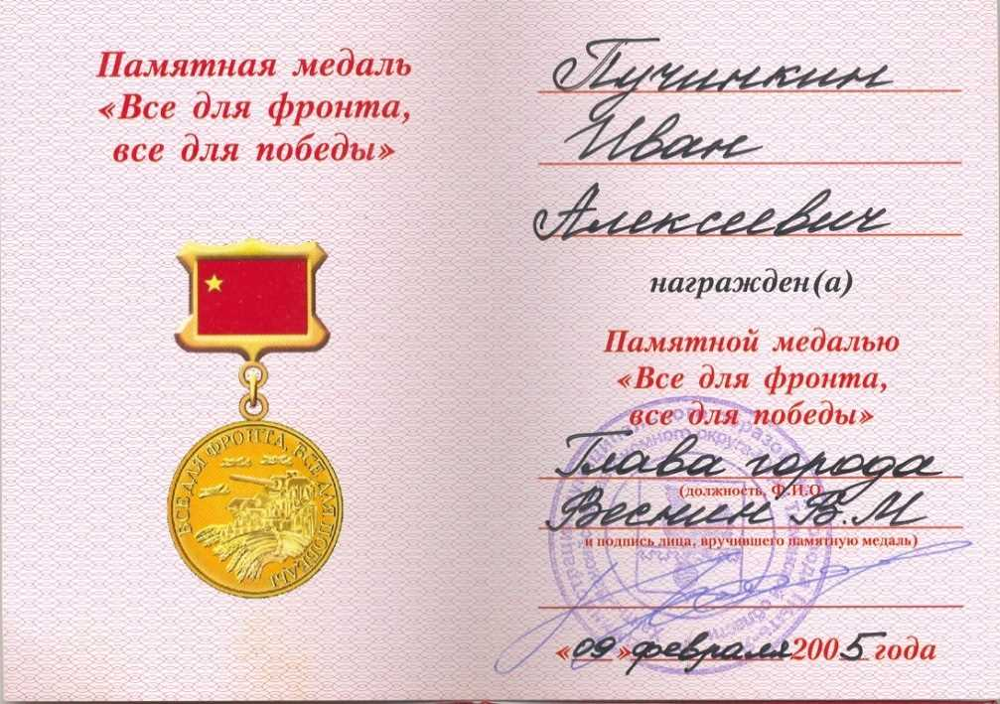 Памятная медаль
«Все для фронта,
все для победы»
ВСЕ ДЛЯ ФРОНТА, ВСЕ ДЛЯ ПОБЕДЫ
Пучинкин
Иван
Алексеевич
награжден(а)
Памятной медалью
«Все для фронта,
все для победы»
Глава города
(должность, Ф.И.О.
Веснин В.М
и подпись лица, вручившего памятную медаль)
«09» февраля 2005 года